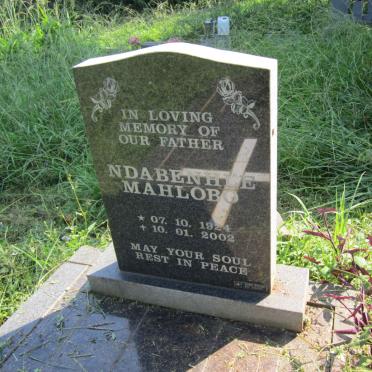 IN LOVING
MEMORY OF
OUR FATHER
NDABENHLE
MAHLOBO
★ 07. 10. 1924
+ 10. 01. 2002
MAY YOUR SOUL
REST IN PEACE